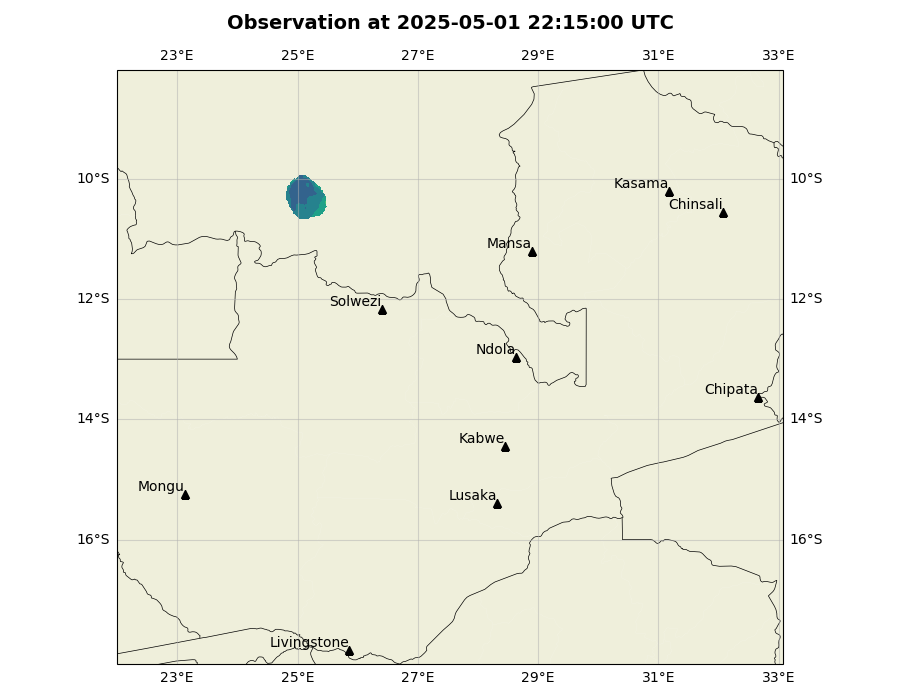 Observation at 2025-05-01 22:15:00 UTC
23°E 25°E 27°E 29°E 31°E 33°E
10°S 10°S
Kasama
Chinsali
Mansa
12°S 12°S
Solwezi
Ndola
Chipata
14°S 14°S
Kabwe
Mongu
Lusaka
16°S 16°S
Livingstone
23°E 25°E 27°E 29°E 31°E 33°E